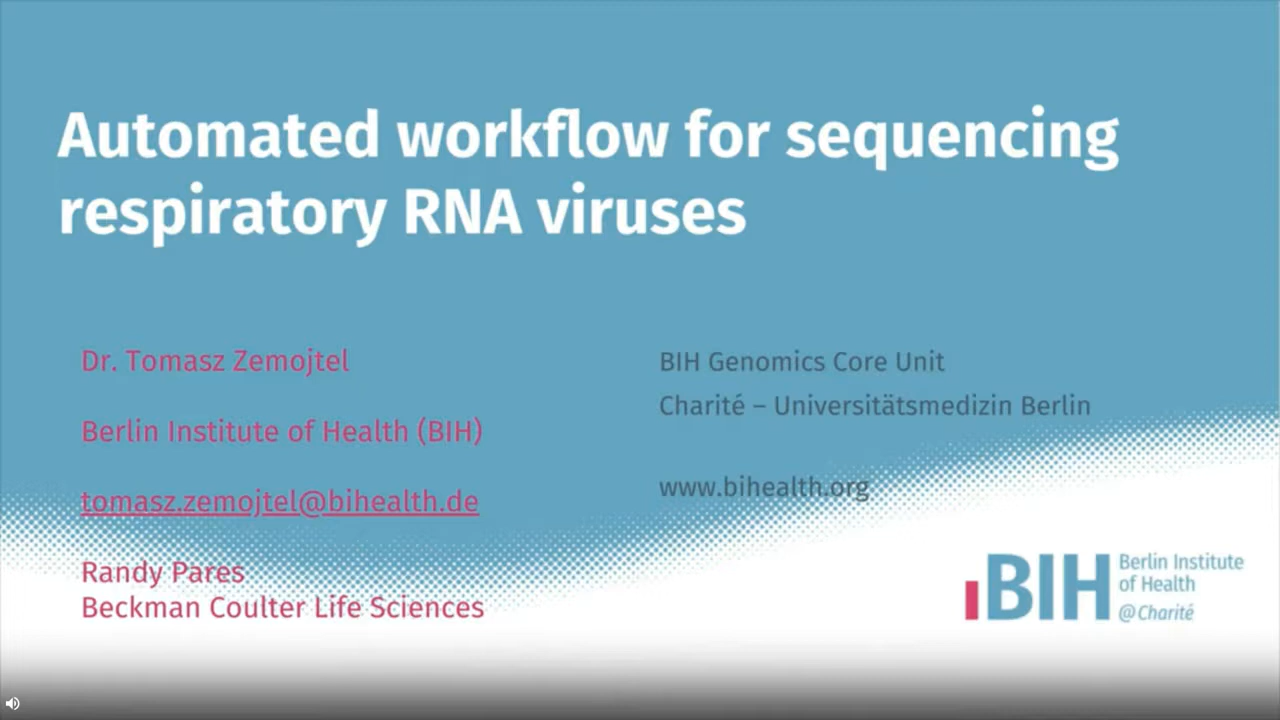 Automated workflow for sequencing
respiratory RNA viruses
Dr. Tomasz Zemojtel
Berlin Institute of Health (BIH)
tomasz.zemojtel@bihealth.de
Randy Pares
Beckman Coulter Life Sciences
BIH Genomics Core Unit
Charité – Universitätsmedizin Berlin
www.bihealth.org
BIH
Berlin Institute
of Health
@Charité